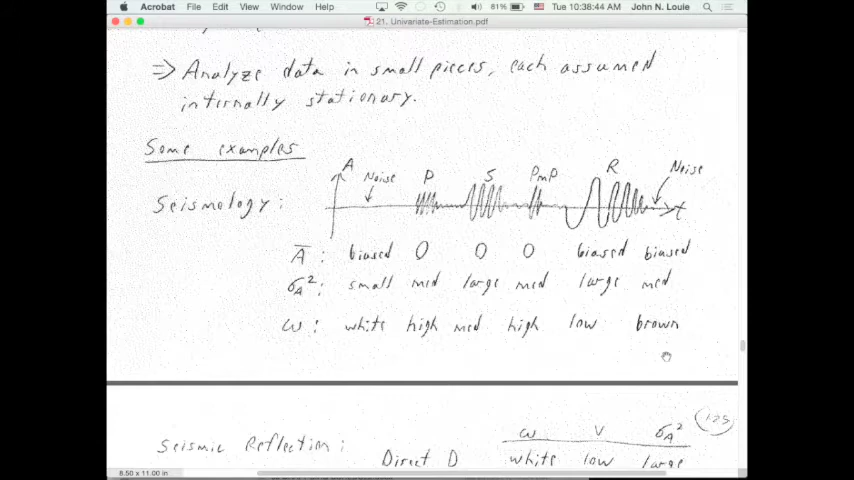 Acrobat File Edit View Window Help 81% Tue 10:38:44 AM John N. Louie
21. Univariate-Estimation.pdf
⇒ Analyze data in small pieces, each assumed
internally stationary.
Some examples
Seismology: A Noise P S PmP R Noise t
A̅: biased 0 0 0 biased biased
σ_A²: small med large med large med
ω: white high med high low brown
125
Seismic Reflection: ω V σ_A²
Direct D white low large
8.50 x 11.00 in